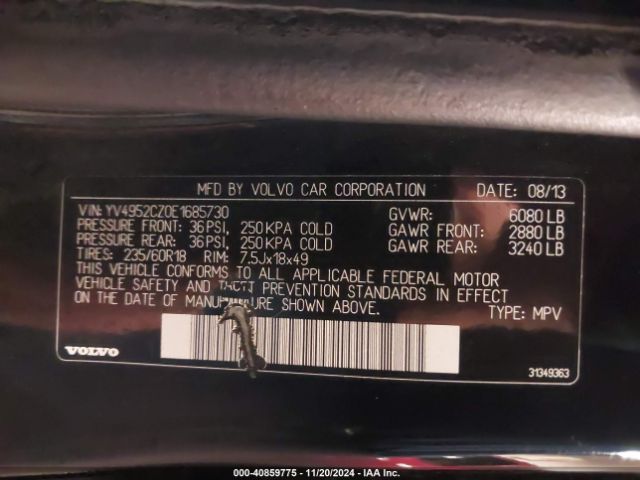 MFD BY VOLVO CAR CORPORATION DATE: 08/13
VIN: YV4952CZ0E1685730 GVWR: 6080 LB
PRESSURE FRONT: 36 PSI, 250 KPA COLD GAWR FRONT: 2880 LB
PRESSURE REAR: 36 PSI, 250 KPA COLD GAWR REAR: 3240 LB
TIRES: 235/60R18 RIM: 7.5Jx18x49
THIS VEHICLE CONFORMS TO ALL APPLICABLE FEDERAL MOTOR
VEHICLE SAFETY AND THEFT PREVENTION STANDARDS IN EFFECT
ON THE DATE OF MANUFACTURE SHOWN ABOVE.
TYPE: MPV
VOLVO 31349363
000-40859775 - 11/20/2024 - IAA Inc.